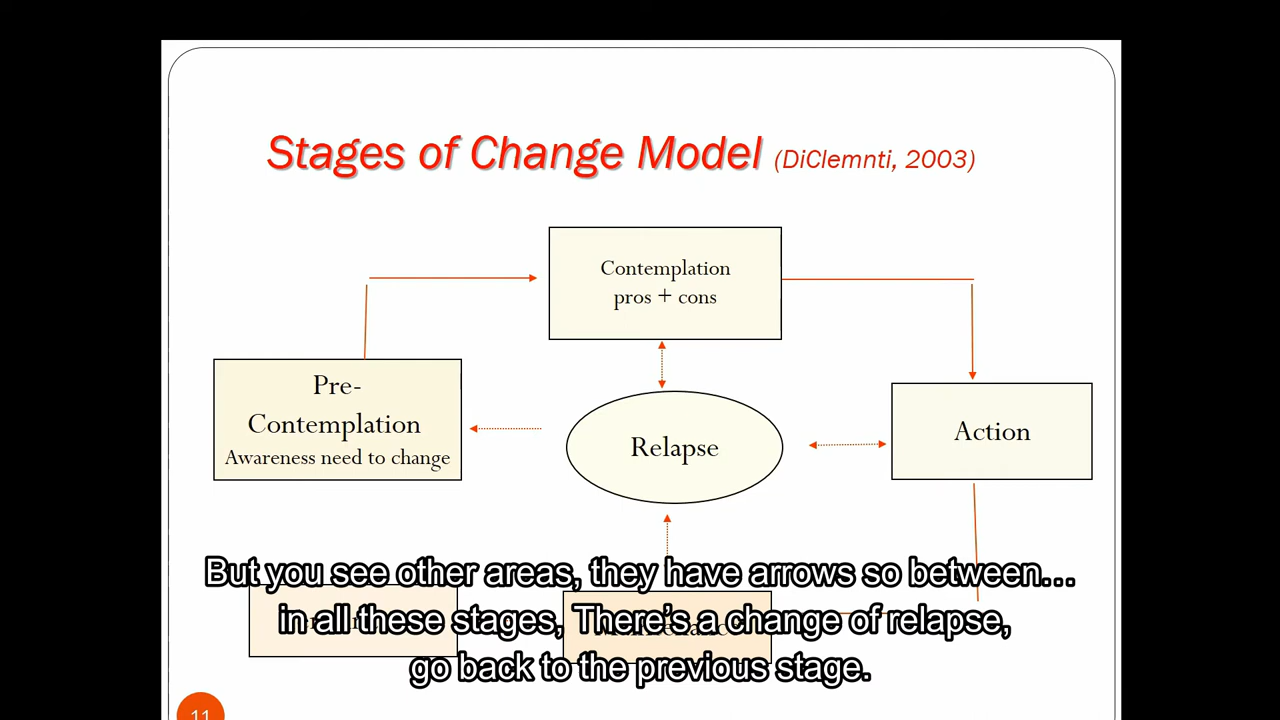 Stages of Change Model (DiClemnti, 2003)
Contemplation
pros + cons
Pre-
Contemplation
Awareness need to change
Relapse
Action
But you see other areas, they have arrows so between…
in all these stages, There's a change of relapse,
go back to the previous stage.
11